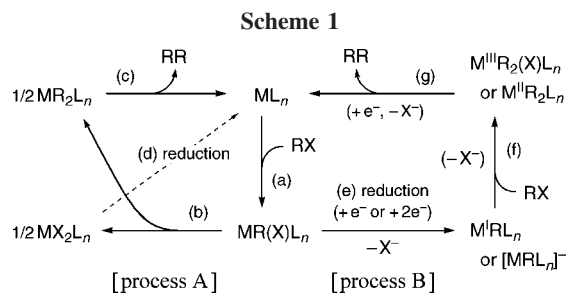 Scheme 1
RR
RR
(c)
(g)
1/2 MR₂Lₙ
MLₙ
MᴵᴵᴵR₂(X)Lₙ
or MᴵᴵR₂Lₙ
(+e⁻, −X⁻)
(d) reduction
RX
(a)
(−X⁻)
(f)
RX
(b)
(e) reduction
(+e⁻ or +2e⁻)
1/2 MX₂Lₙ
MR(X)Lₙ
−X⁻
MᴵRLₙ
or [MRLₙ]⁻
[process A]
[process B]